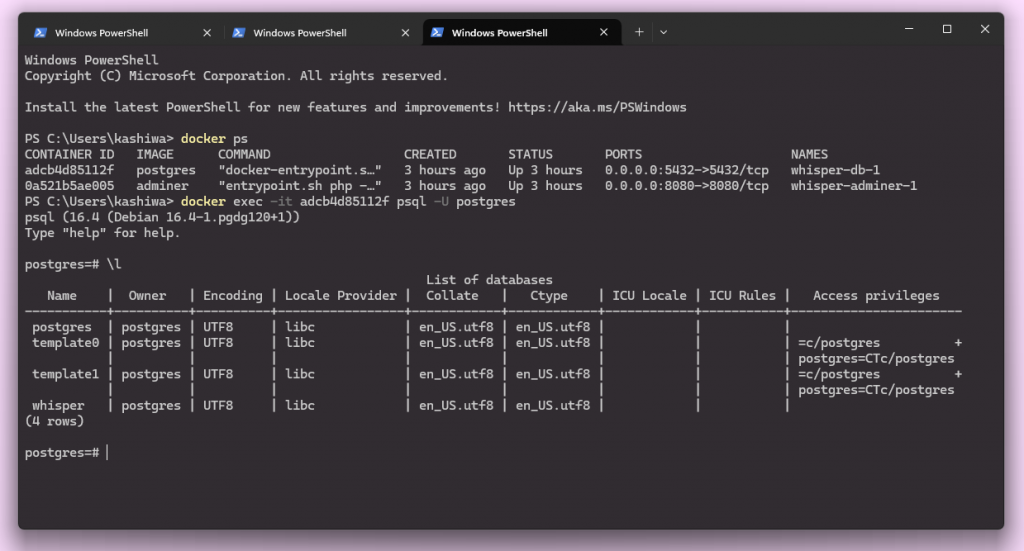 Windows PowerShell
Windows PowerShell
Windows PowerShell
Windows PowerShell
Copyright (C) Microsoft Corporation. All rights reserved.
Install the latest PowerShell for new features and improvements! https://aka.ms/PSWindows
PS C:\Users\kashiwa> docker ps
CONTAINER ID   IMAGE      COMMAND                  CREATED       STATUS       PORTS                    NAMES
adcb4d85112f   postgres   "docker-entrypoint.s…"   3 hours ago   Up 3 hours   0.0.0.0:5432->5432/tcp   whisper-db-1
0a521b5ae005   adminer    "entrypoint.sh php -…"   3 hours ago   Up 3 hours   0.0.0.0:8080->8080/tcp   whisper-adminer-1
PS C:\Users\kashiwa> docker exec -it adcb4d85112f psql -U postgres
psql (16.4 (Debian 16.4-1.pgdg120+1))
Type "help" for help.
postgres=# \l
                                                      List of databases
   Name    |  Owner   | Encoding | Locale Provider |  Collate   |   Ctype    | ICU Locale | ICU Rules |   Access privileges
-----------+----------+----------+-----------------+------------+------------+------------+-----------+-----------------------
 postgres  | postgres | UTF8     | libc            | en_US.utf8 | en_US.utf8 |            |           |
 template0 | postgres | UTF8     | libc            | en_US.utf8 | en_US.utf8 |            |           | =c/postgres          +
           |          |          |                 |            |            |            |           | postgres=CTc/postgres
 template1 | postgres | UTF8     | libc            | en_US.utf8 | en_US.utf8 |            |           | =c/postgres          +
           |          |          |                 |            |            |            |           | postgres=CTc/postgres
 whisper   | postgres | UTF8     | libc            | en_US.utf8 | en_US.utf8 |            |           |
(4 rows)
postgres=#